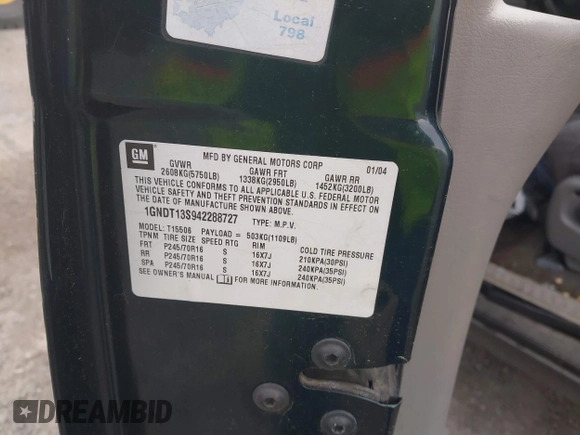 Local
798
GM
MFD BY GENERAL MOTORS CORP 01/04
GVWR GAWR FRT GAWR RR
2608KG(5750LB) 1338KG(2950LB) 1452KG(3200LB)
THIS VEHICLE CONFORMS TO ALL APPLICABLE U.S. FEDERAL MOTOR
VEHICLE SAFETY AND THEFT PREVENTION STANDARDS IN EFFECT ON
THE DATE OF MANUFACTURE SHOWN ABOVE.
1GNDT13S942288727 TYPE: M.P.V.
MODEL: T15506 PAYLOAD = 503KG(1109LB)
TPNM TIRE SIZE SPEED RTG RIM COLD TIRE PRESSURE
FRT P245/70R16 S 16X7J 210KPA(30PSI)
RR P245/70R16 S 16X7J 240KPA(35PSI)
SPA P245/70R16 S 16X7J 240KPA(35PSI)
SEE OWNER'S MANUAL FOR MORE INFORMATION.
DREAMBID